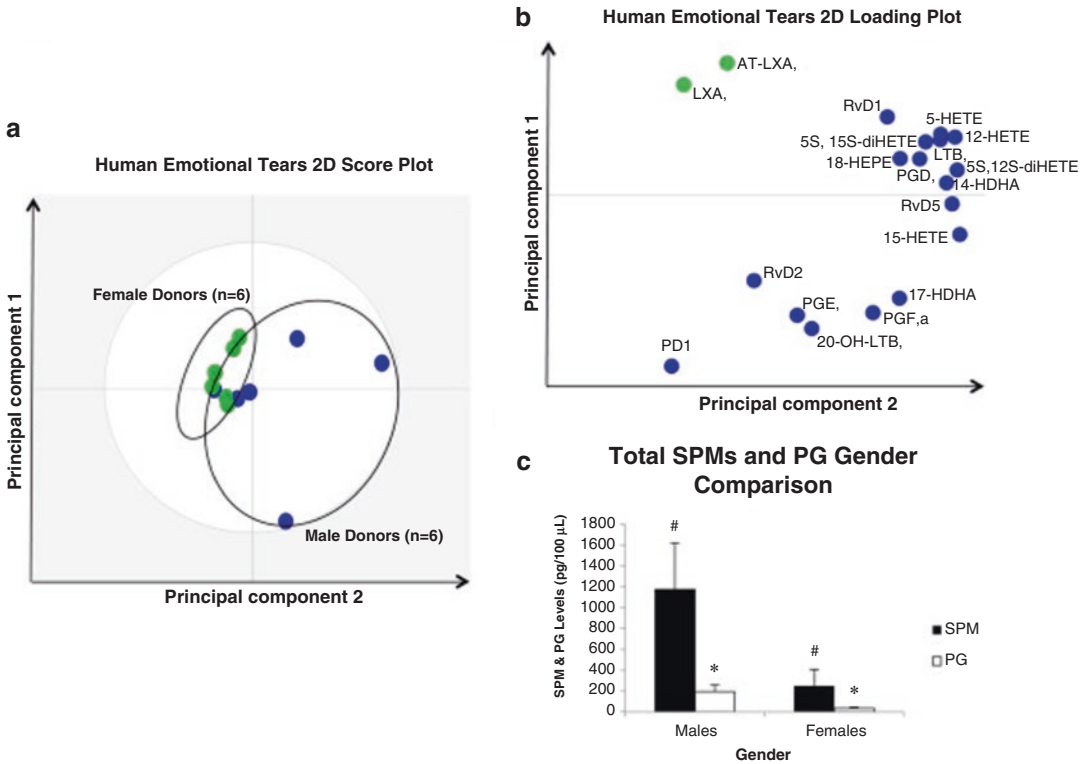 a
Human Emotional Tears 2D Score Plot
Principal component 1
Female Donors (n=6)
Male Donors (n=6)
Principal component 2
b
Human Emotional Tears 2D Loading Plot
Principal component 1
AT-LXA,
LXA,
RvD1
5-HETE
5S, 15S-diHETE
12-HETE
18-HEPE
LTB,
PGD,
5S,12S-diHETE
14-HDHA
RvD5
15-HETE
RvD2
17-HDHA
PGE,
PGF,a
20-OH-LTB,
PD1
Principal component 2
c
Total SPMs and PG Gender
Comparison
SPM & PG Levels (pg/100 µL)
1800
1600
1400
1200
1000
800
600
400
200
0
#
*
#
*
SPM
PG
Males
Females
Gender